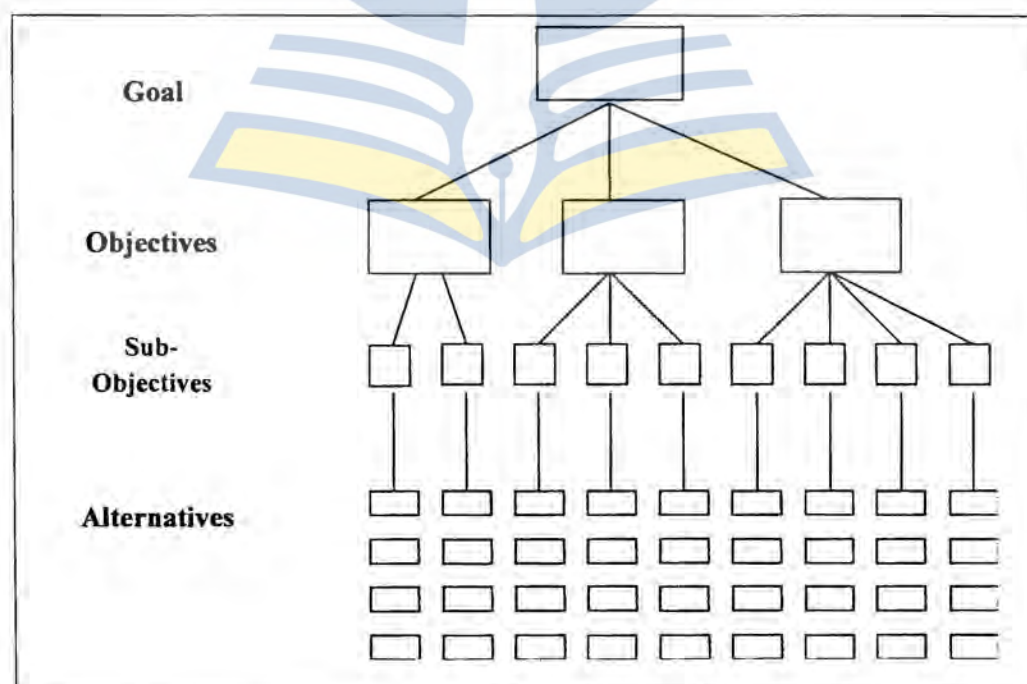 Goal
Objectives
Sub-
Objectives
Alternatives